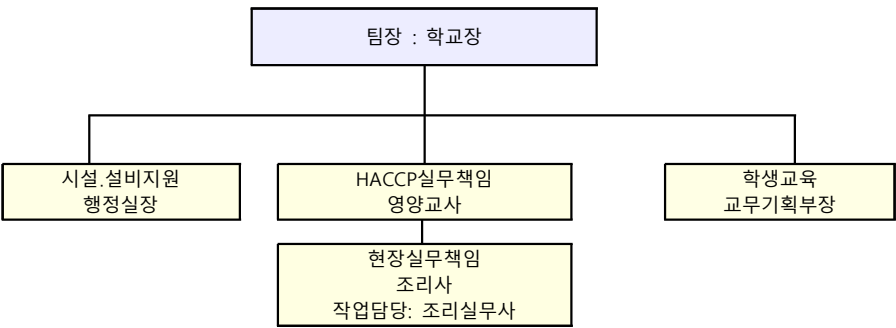 팀장 : 학교장
시설.설비지원
행정실장
HACCP실무책임
영양교사
학생교육
교무기획부장
현장실무책임
조리사
작업담당: 조리실무사